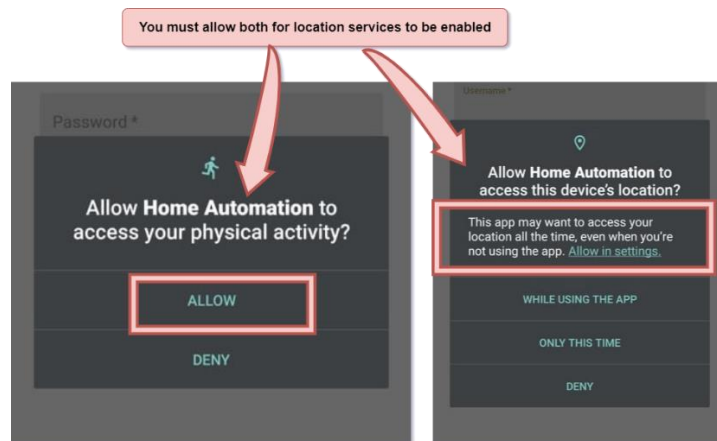 You must allow both for location services to be enabled
Password *
Allow Home Automation to
access your physical activity?
ALLOW
DENY
Username *
Allow Home Automation to
access this device's location?
This app may want to access your
location all the time, even when you're
not using the app. Allow in settings.
WHILE USING THE APP
ONLY THIS TIME
DENY